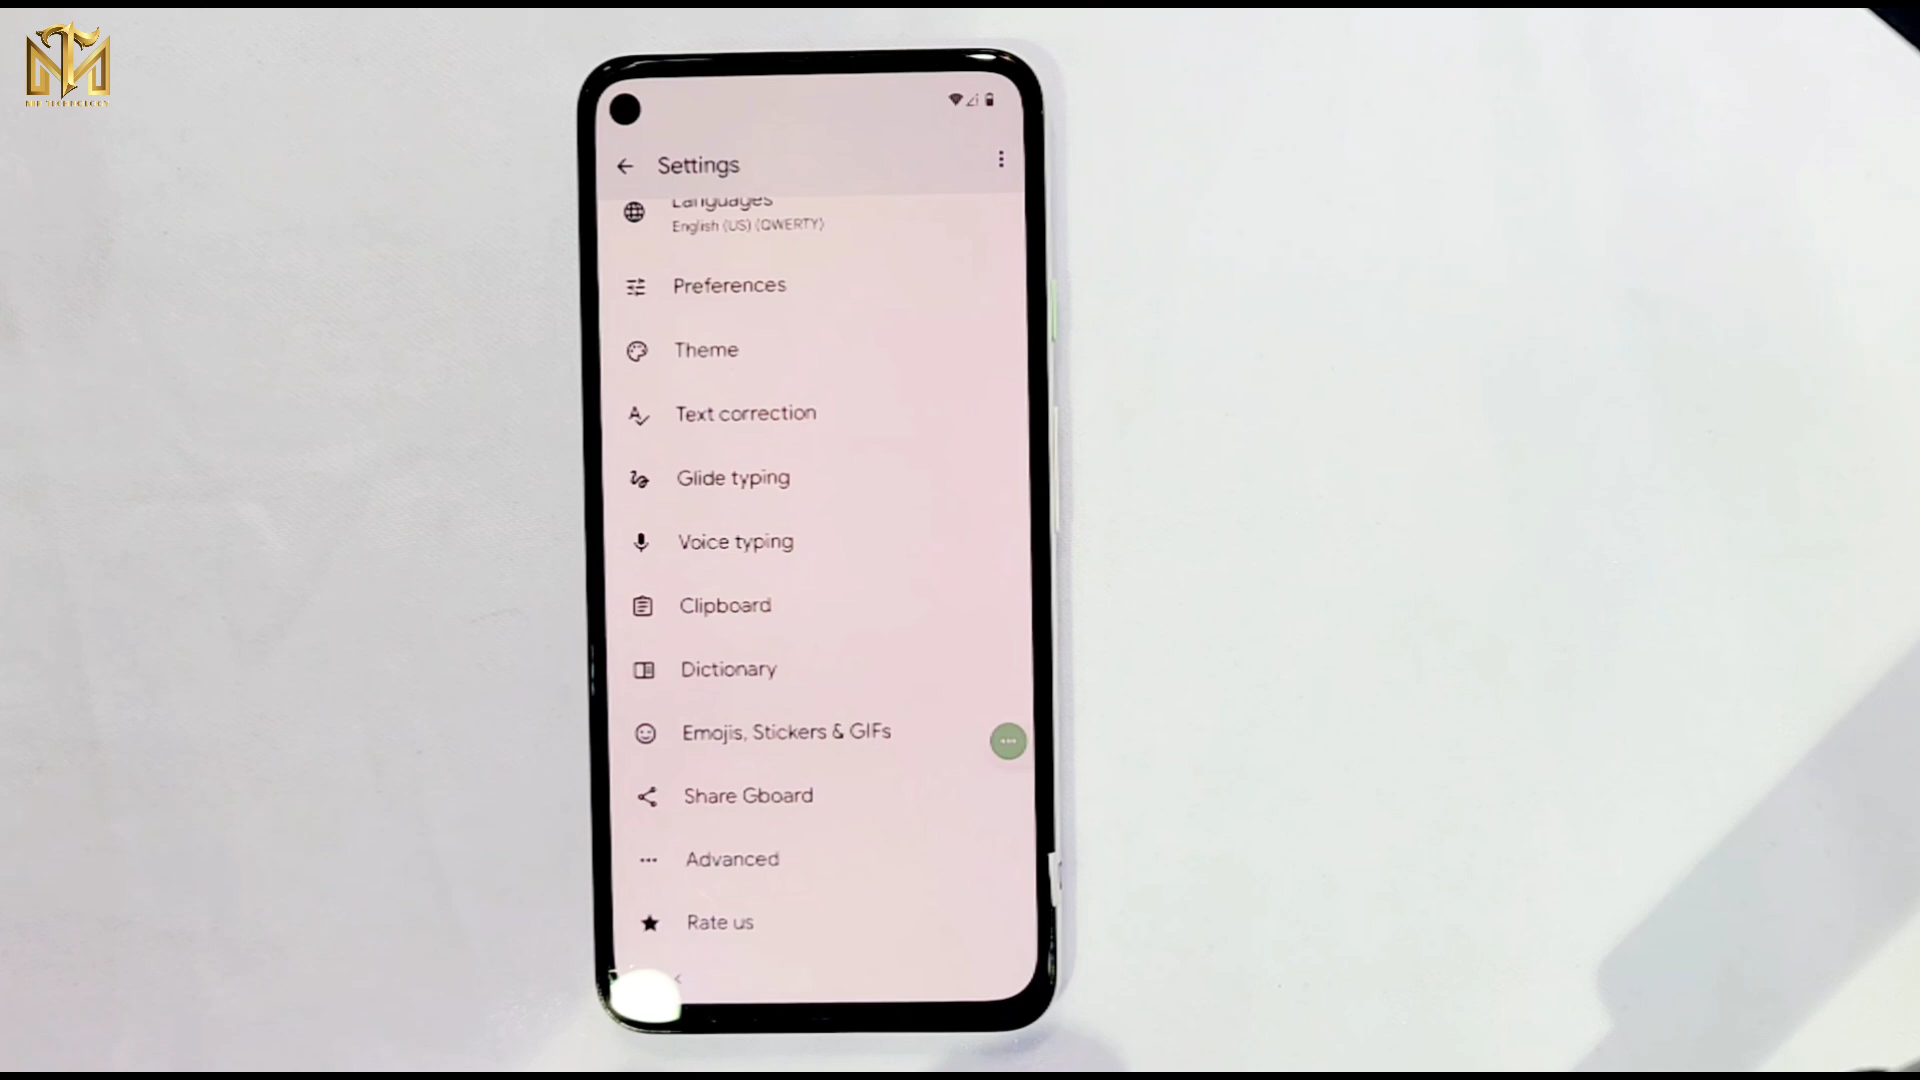 Settings
Languages
English (US) (QWERTY)
Preferences
Theme
Text correction
Glide typing
Voice typing
Clipboard
Dictionary
Emojis, Stickers & GIFs
Share Gboard
Advanced
Rate us